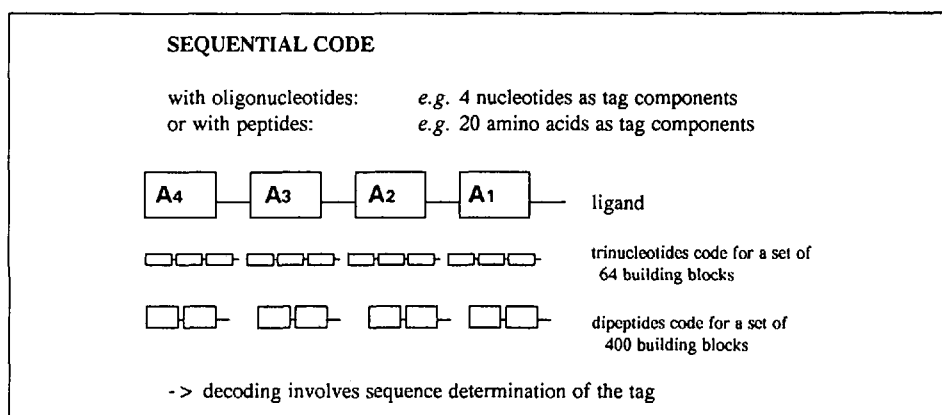 SEQUENTIAL CODE
with oligonucleotides: e.g. 4 nucleotides as tag components
or with peptides: e.g. 20 amino acids as tag components
A4 A3 A2 A1 ligand
trinucleotides code for a set of
64 building blocks
dipeptides code for a set of
400 building blocks
-> decoding involves sequence determination of the tag